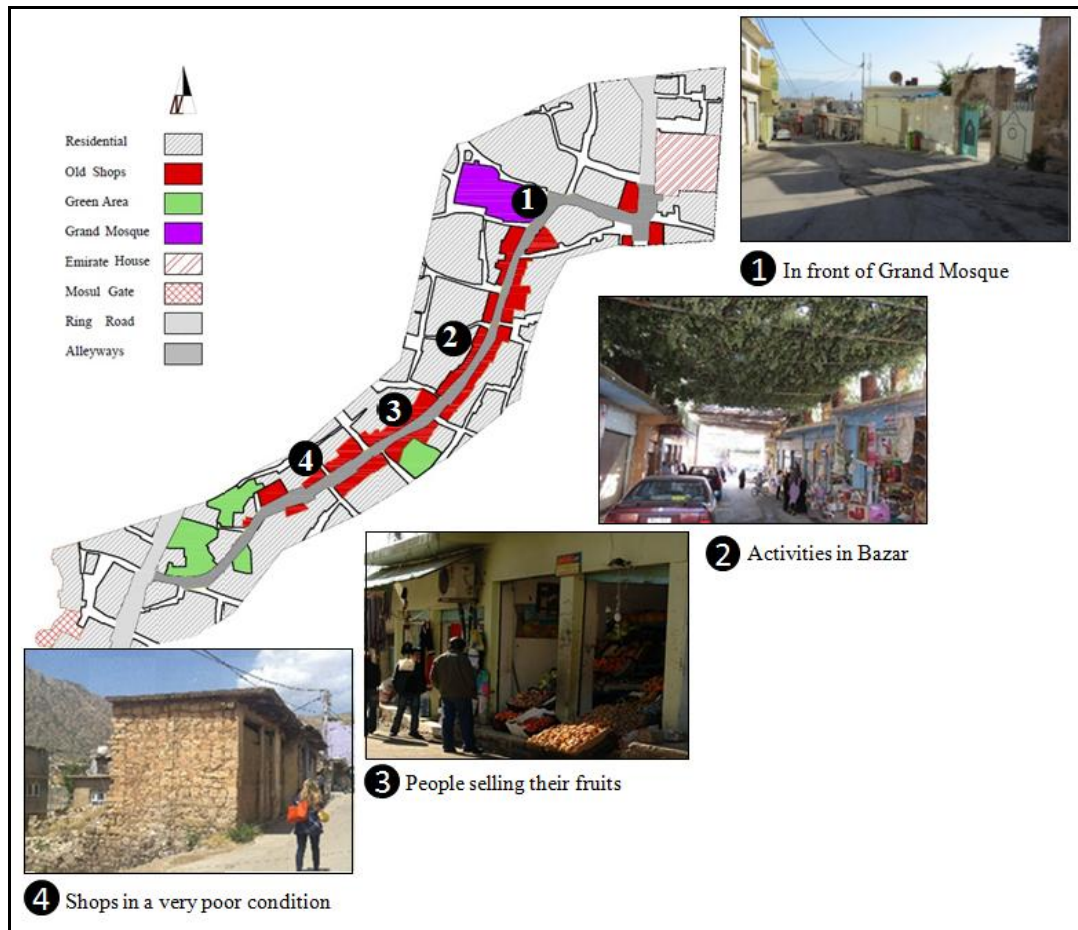 N
Residential
Old Shops
Green Area
Grand Mosque
Emirate House
Mosul Gate
Ring Road
Alleyways
1
2
3
4
1 In front of Grand Mosque
2 Activities in Bazar
3 People selling their fruits
4 Shops in a very poor condition